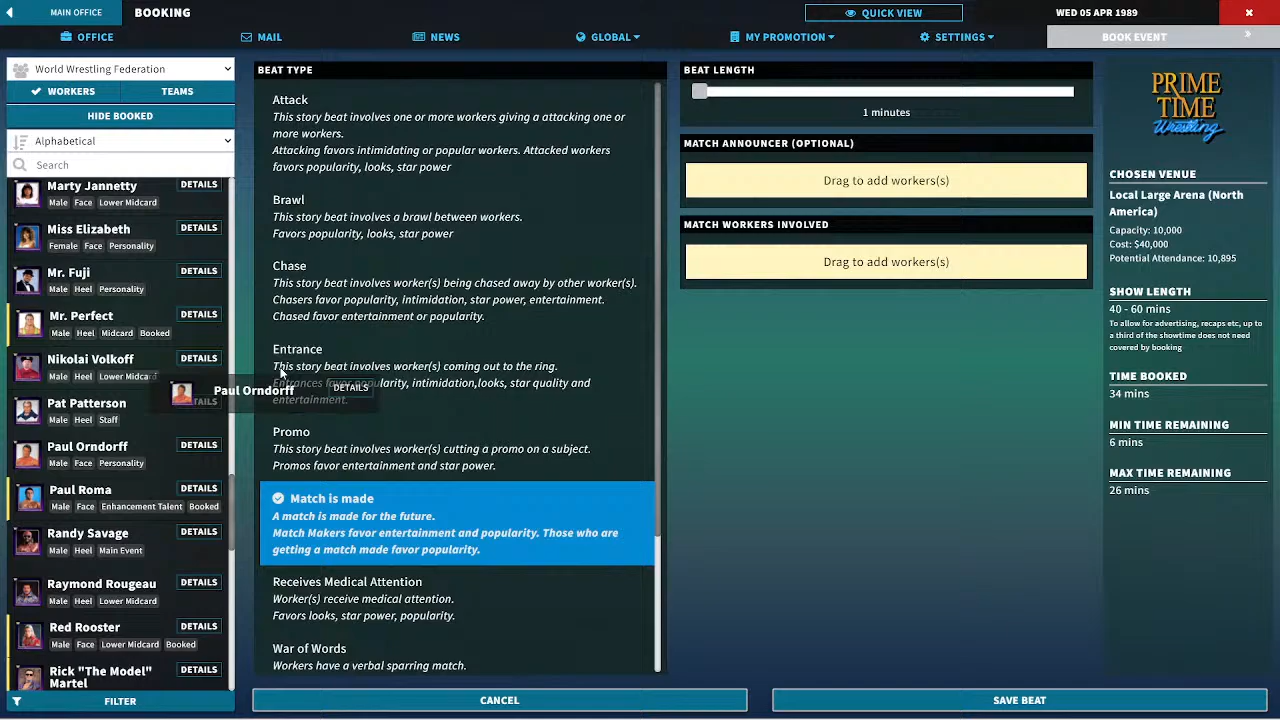 MAIN OFFICE
BOOKING
QUICK VIEW
WED 05 APR 1989
OFFICE
MAIL
NEWS
GLOBAL
MY PROMOTION
SETTINGS
BOOK EVENT
World Wrestling Federation
WORKERS
TEAMS
HIDE BOOKED
Alphabetical
Search
Marty Jannetty
DETAILS
Male Face Lower Midcard
Miss Elizabeth
DETAILS
Female Face Personality
Mr. Fuji
DETAILS
Male Heel Personality
Mr. Perfect
DETAILS
Male Heel Midcard Booked
Nikolai Volkoff
DETAILS
Male Heel Lower Midcard
Pat Patterson
Male Heel Staff
Paul Orndorff
DETAILS
Paul Orndorff
DETAILS
Male Face Personality
Paul Roma
DETAILS
Male Face Enhancement Talent Booked
Randy Savage
DETAILS
Male Heel Main Event
Raymond Rougeau
DETAILS
Male Heel Lower Midcard
Red Rooster
DETAILS
Male Face Lower Midcard Booked
Rick "The Model"
Martel
DETAILS
FILTER
BEAT TYPE
Attack
This story beat involves one or more workers giving a attacking one or
more workers.
Attacking favors intimidating or popular workers. Attacked workers
favors popularity, looks, star power
Brawl
This story beat involves a brawl between workers.
Favors popularity, looks, star power
Chase
This story beat involves worker(s) being chased away by other worker(s).
Chasers favor popularity, intimidation, star power, entertainment.
Chased favor entertainment or popularity.
Entrance
This story beat involves worker(s) coming out to the ring.
Entrances favor popularity, intimidation,looks, star quality and
entertainment.
Promo
This story beat involves worker(s) cutting a promo on a subject.
Promos favor entertainment and star power.
Match is made
A match is made for the future.
Match Makers favor entertainment and popularity. Those who are
getting a match made favor popularity.
Receives Medical Attention
Worker(s) receive medical attention.
Favors looks, star power, popularity.
War of Words
Workers have a verbal sparring match.
CANCEL
BEAT LENGTH
1 minutes
MATCH ANNOUNCER (OPTIONAL)
Drag to add workers(s)
MATCH WORKERS INVOLVED
Drag to add workers(s)
SAVE BEAT
PRIME
TIME
Wrestling
CHOSEN VENUE
Local Large Arena (North
America)
Capacity: 10,000
Cost: $40,000
Potential Attendance: 10,895
SHOW LENGTH
40 - 60 mins
To allow for advertising, recaps etc, up to
a third of the showtime does not need
covered by booking
TIME BOOKED
34 mins
MIN TIME REMAINING
6 mins
MAX TIME REMAINING
26 mins